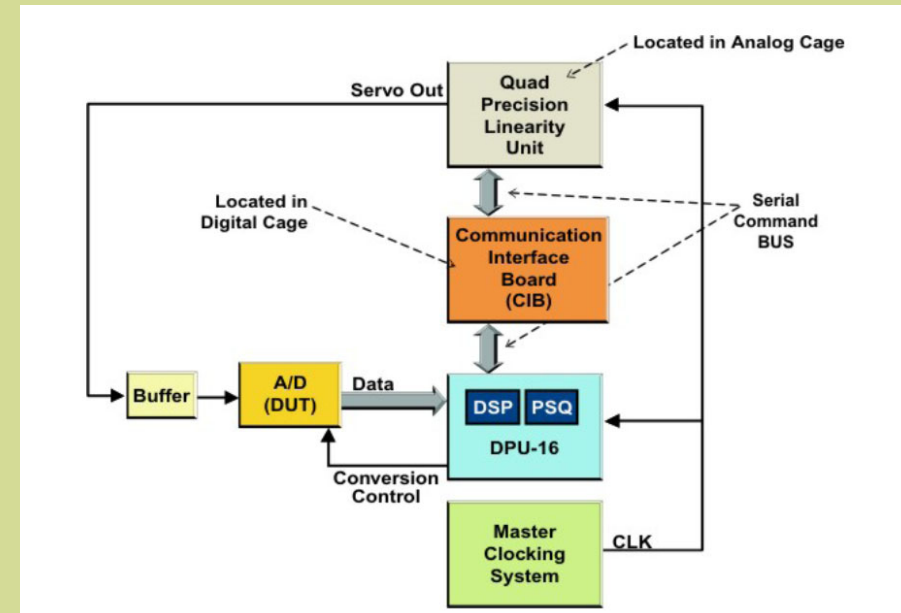 Located in Analog Cage
Servo Out
Quad
Precision
Linearity
Unit
Located in
Digital Cage
Serial
Command
BUS
Communication
Interface
Board
(CIB)
Buffer
A/D
(DUT)
Data
DSP PSQ
DPU-16
Conversion
Control
Master
Clocking
System
CLK